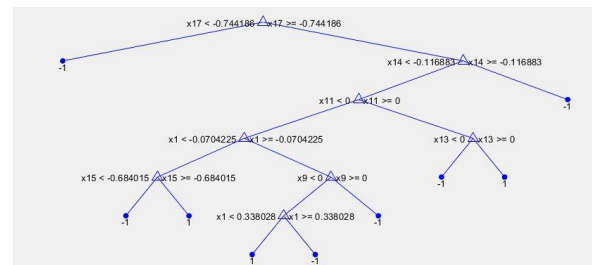 x17 < -0.744186 x17 >= -0.744186
-1
x14 < -0.116883 x14 >= -0.116883
x11 < 0 x11 >= 0
-1
x1 < -0.0704225 x1 >= -0.0704225
x13 < 0 x13 >= 0
x15 < -0.684015 x15 >= -0.684015
x9 < 0 x9 >= 0
-1
1
-1
1
x1 < 0.338028 x1 >= 0.338028
-1
1
-1